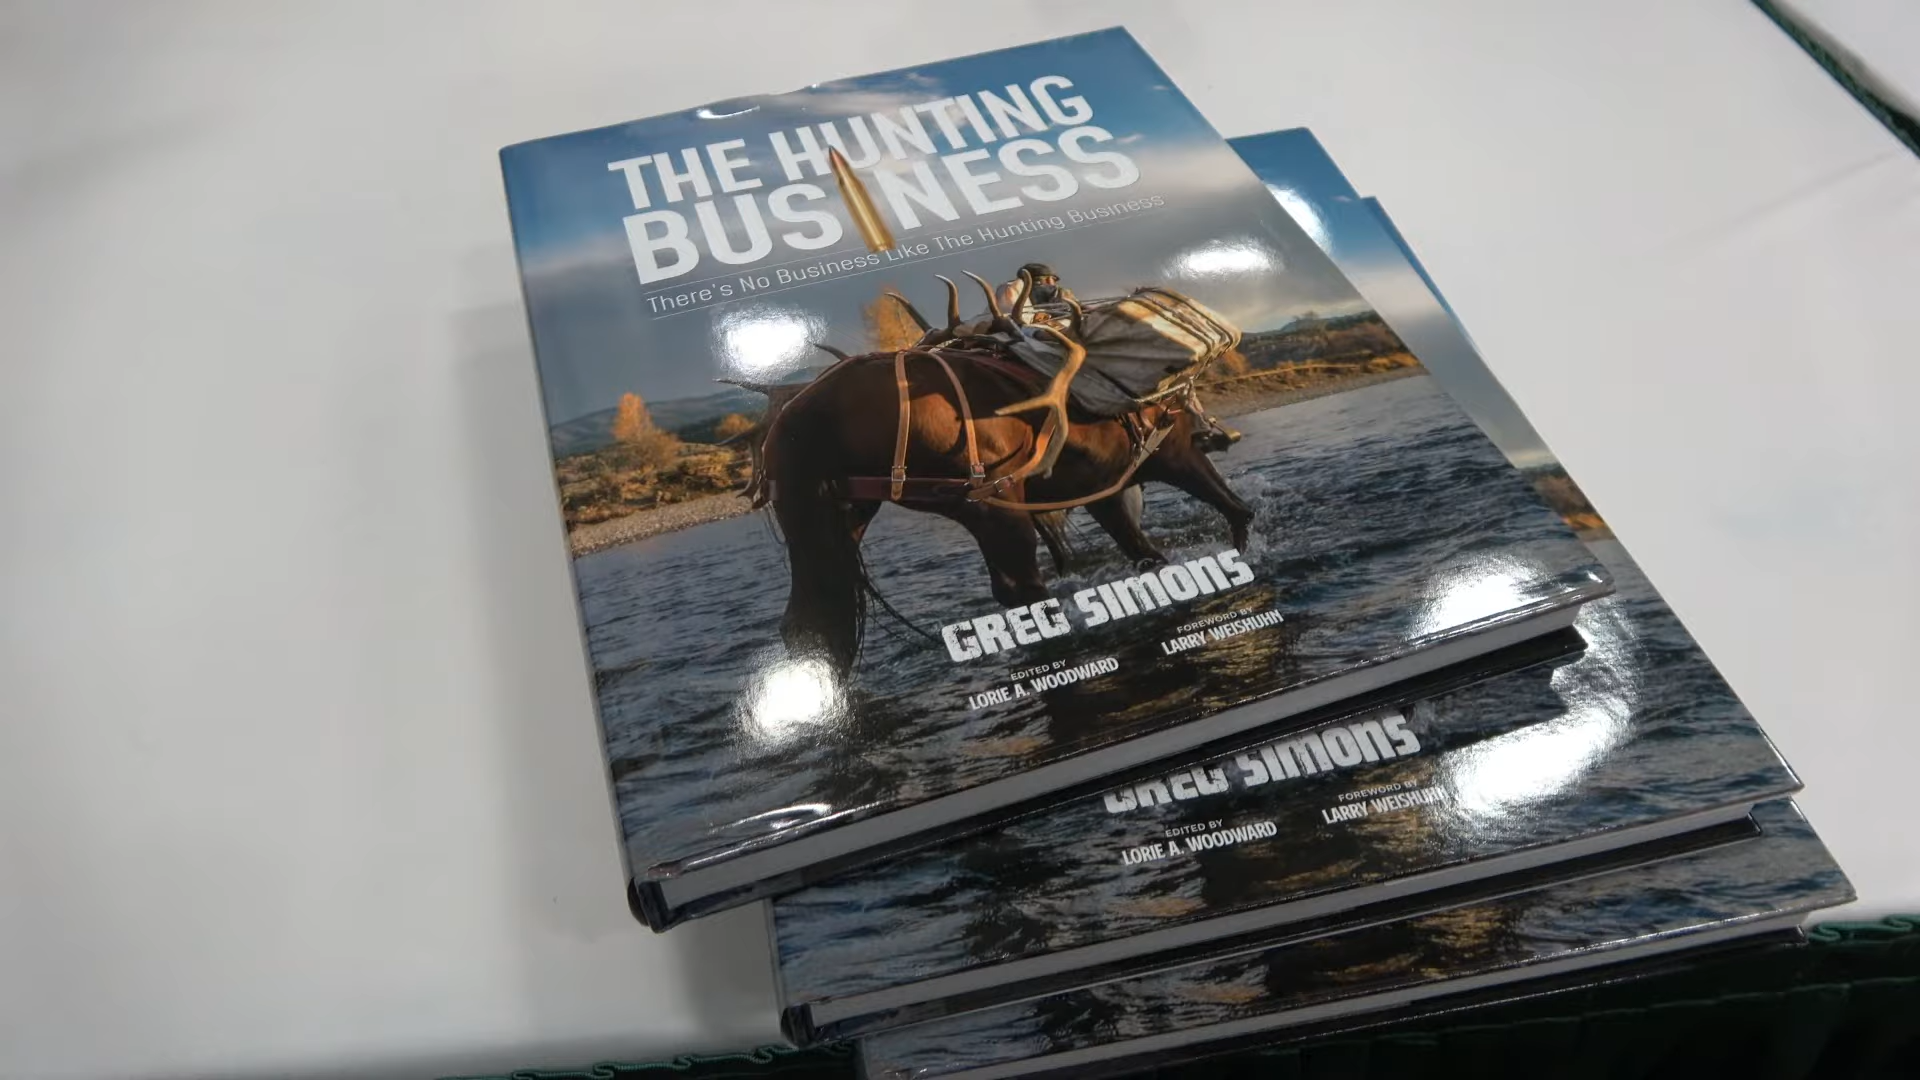 THE HUNTING
BUSINESS
There's No Business Like The Hunting Business
GREG SIMONS
EDITED BY
LORIE A. WOODWARD
FOREWORD BY
LARRY WEISHUHN
GREG SIMONS
EDITED BY
LORIE A. WOODWARD
FOREWORD BY
LARRY WEISHUHN